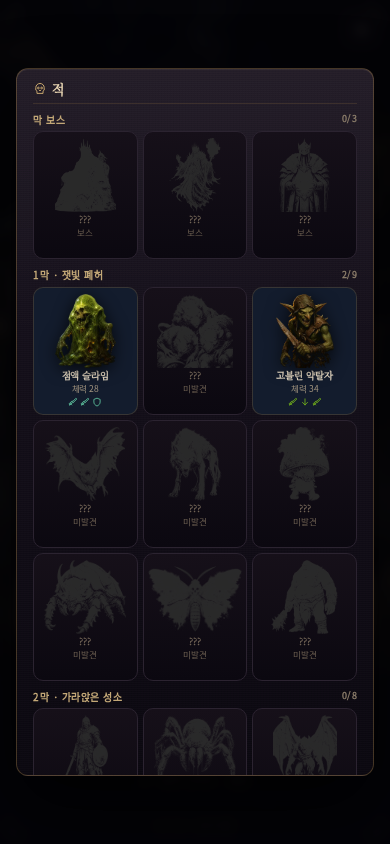 적
막 보스 0/3
??? ??? ???
보스 보스 보스
1막 · 잿빛 폐허 2/9
점액 슬라임 ??? 고블린 약탈자
체력 28 미발견 체력 34
??? ??? ???
미발견 미발견 미발견
??? ??? ???
미발견 미발견 미발견
2막 · 가라앉은 성소 0/8